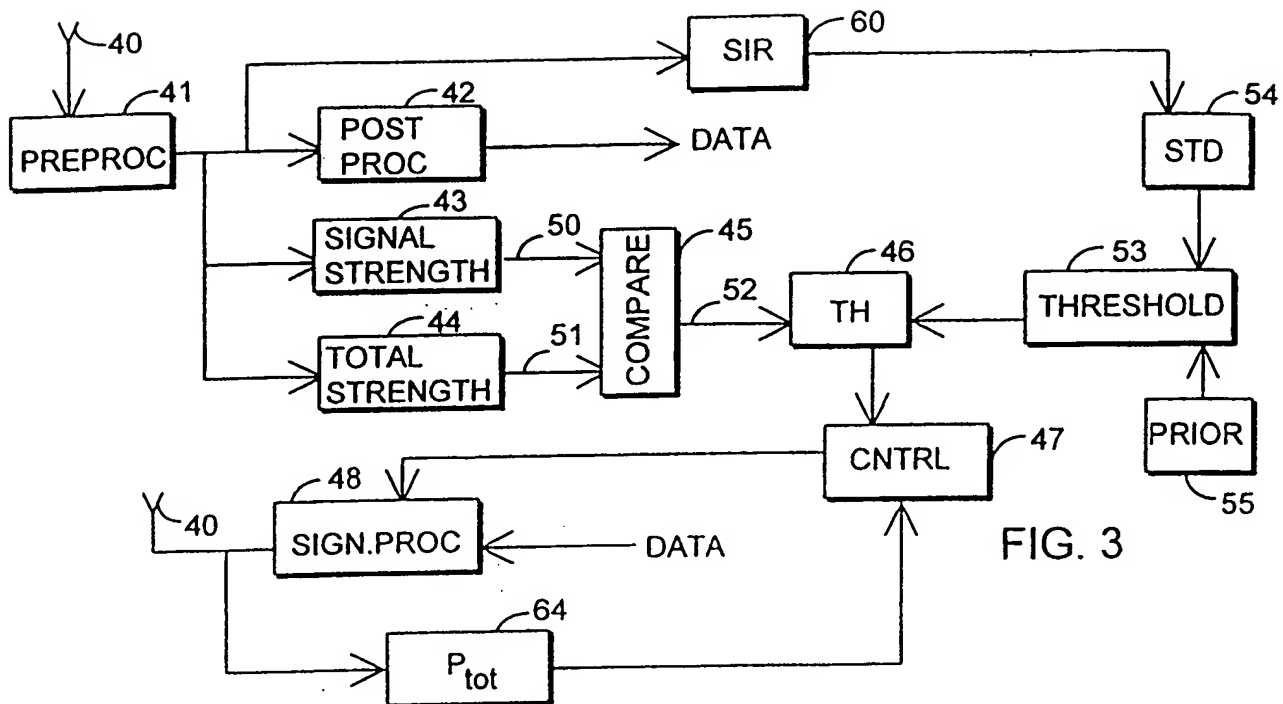 40
60
SIR
41
42
54
PREPROC
POST
PROC
DATA
STD
43
50
45
SIGNAL
STRENGTH
COMPARE
46
53
52
TH
THRESHOLD
44
51
TOTAL
STRENGTH
PRIOR
55
CNTRL
47
48
40
SIGN.PROC
DATA
FIG. 3
64
Ptot